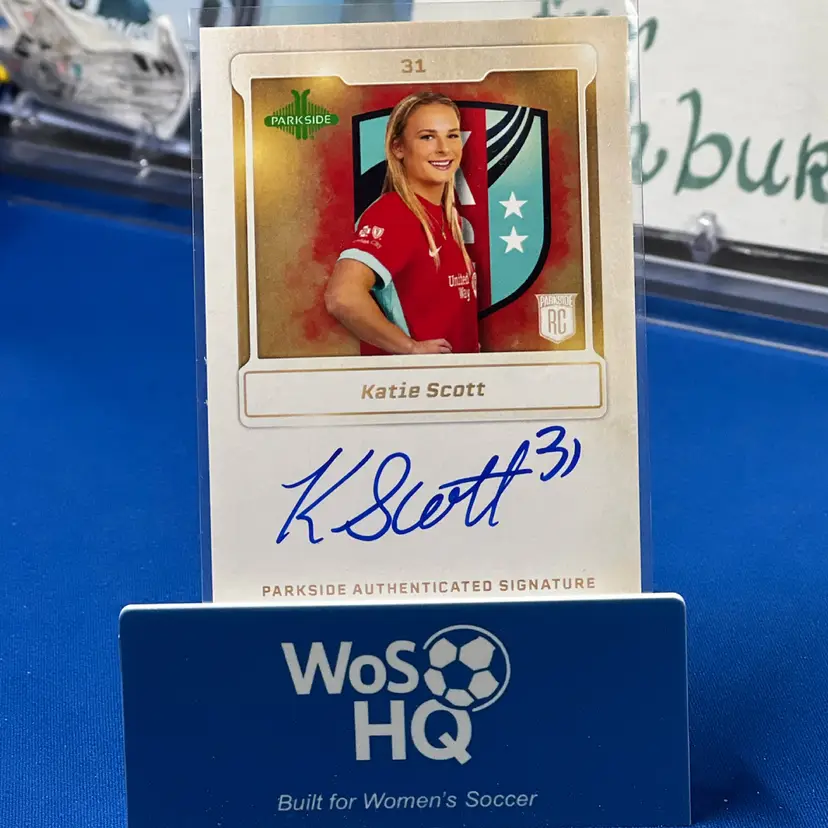 31
PARKSIDE
United
Way
PARKSIDE
RC
Katie Scott
K Scott 31
PARKSIDE AUTHENTICATED SIGNATURE
WoS
HQ
Built for Women's Soccer